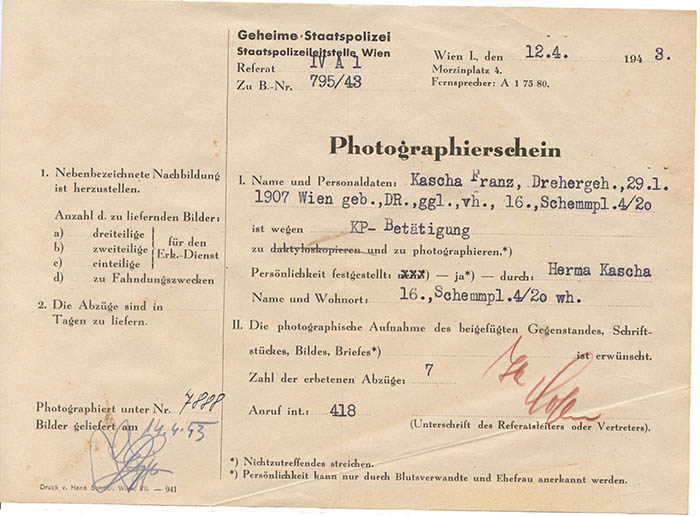 Geheime Staatspolizei
Staatspolizeileitstelle Wien
Referat IV A 1
Zu B.-Nr. 795/43
Wien I., den 12.4. 1943.
Morzinplatz 4.
Fernsprecher: A 1 75 80.
Photographierschein
1. Nebenbezeichnete Nachbildung
ist herzustellen.
Anzahl d. zu liefernden Bilder:
a) dreiteilige
b) zweiteilige
c) einteilige
für den
Erk.-Dienst
d) zu Fahndungszwecken
2. Die Abzüge sind in
Tagen zu liefern.
Photographiert unter Nr. 7888
Bilder geliefert am 14.4.43
Druck v. Hans Wien, VII. — 941
I. Name und Personaldaten: Kascha Franz, Drehergeh.,29.1.
1907 Wien geb.,DR.,ggl.,vh., 16.,Schemmpl.4/2o
ist wegen KP- Betätigung
zu daktyloskopieren und zu photographieren.*)
Persönlichkeit festgestellt: xxx) — ja*) — durch: Herma Kascha
Name und Wohnort: 16.,Schemmpl.4/2o wh.
II. Die photographische Aufnahme des beigefügten Gegenstandes, Schrift-
stückes, Bildes, Briefes*) ist erwünscht.
Zahl der erbetenen Abzüge: 7
Anruf int.: 418
(Unterschrift des Referatsleiters oder Vertreters).
*) Nichtzutreffendes streichen.
*) Persönlichkeit kann nur durch Blutsverwandte und Ehefrau anerkannt werden.